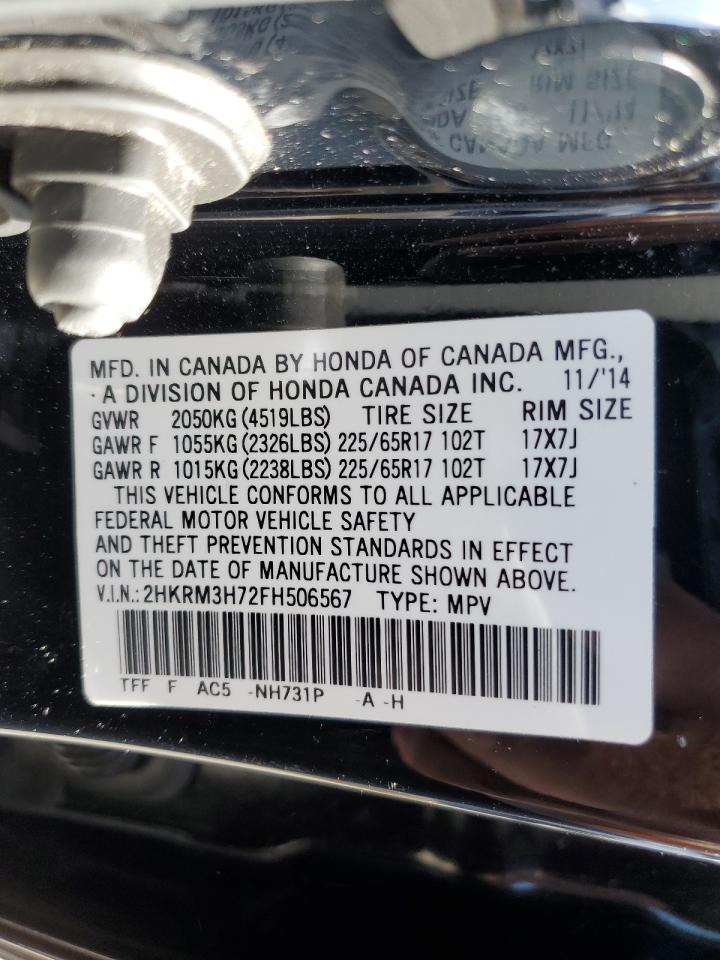 MFD. IN CANADA BY HONDA OF CANADA MFG.,
· A DIVISION OF HONDA CANADA INC. 11/'14
GVWR 2050KG (4519LBS) TIRE SIZE RIM SIZE
GAWR F 1055KG (2326LBS) 225/65R17 102T 17X7J
GAWR R 1015KG (2238LBS) 225/65R17 102T 17X7J
THIS VEHICLE CONFORMS TO ALL APPLICABLE
FEDERAL MOTOR VEHICLE SAFETY
AND THEFT PREVENTION STANDARDS IN EFFECT
ON THE DATE OF MANUFACTURE SHOWN ABOVE.
V.I.N.: 2HKRM3H72FH506567 TYPE: MPV
TFF F AC5 -NH731P -A -H